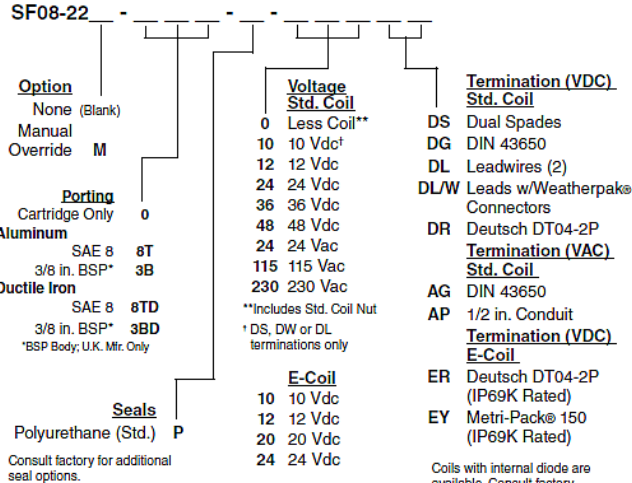 SF08-22__ - ___ _ - _ - ___ __ __
Option
None (Blank)
Manual
Override M
Porting
Cartridge Only 0
Aluminum
SAE 8 8T
3/8 in. BSP* 3B
Ductile Iron
SAE 8 8TD
3/8 in. BSP* 3BD
*BSP Body; U.K. Mfr. Only
Seals
Polyurethane (Std.) P
Consult factory for additional
seal options.
Voltage
Std. Coil
0 Less Coil**
10 10 Vdc†
12 12 Vdc
24 24 Vdc
36 36 Vdc
48 48 Vdc
24 24 Vac
115 115 Vac
230 230 Vac
**Includes Std. Coil Nut
† DS, DW or DL
terminations only
E-Coil
10 10 Vdc
12 12 Vdc
20 20 Vdc
24 24 Vdc
Termination (VDC)
Std. Coil
DS Dual Spades
DG DIN 43650
DL Leadwires (2)
DL/W Leads w/Weatherpak®
Connectors
DR Deutsch DT04-2P
Termination (VAC)
Std. Coil
AG DIN 43650
AP 1/2 in. Conduit
Termination (VDC)
E-Coil
ER Deutsch DT04-2P
(IP69K Rated)
EY Metri-Pack® 150
(IP69K Rated)
Coils with internal diode are
available. Consult factory.